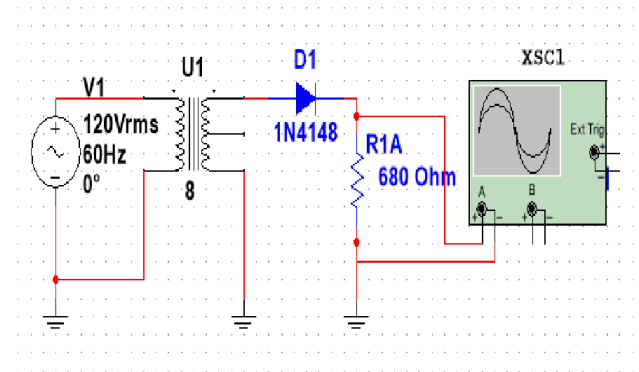 V1
120Vrms
60Hz
0°
U1
8
D1
1N4148
R1A
680 Ohm
XSC1
Ext Trig
+
-
A
B
+ - + -